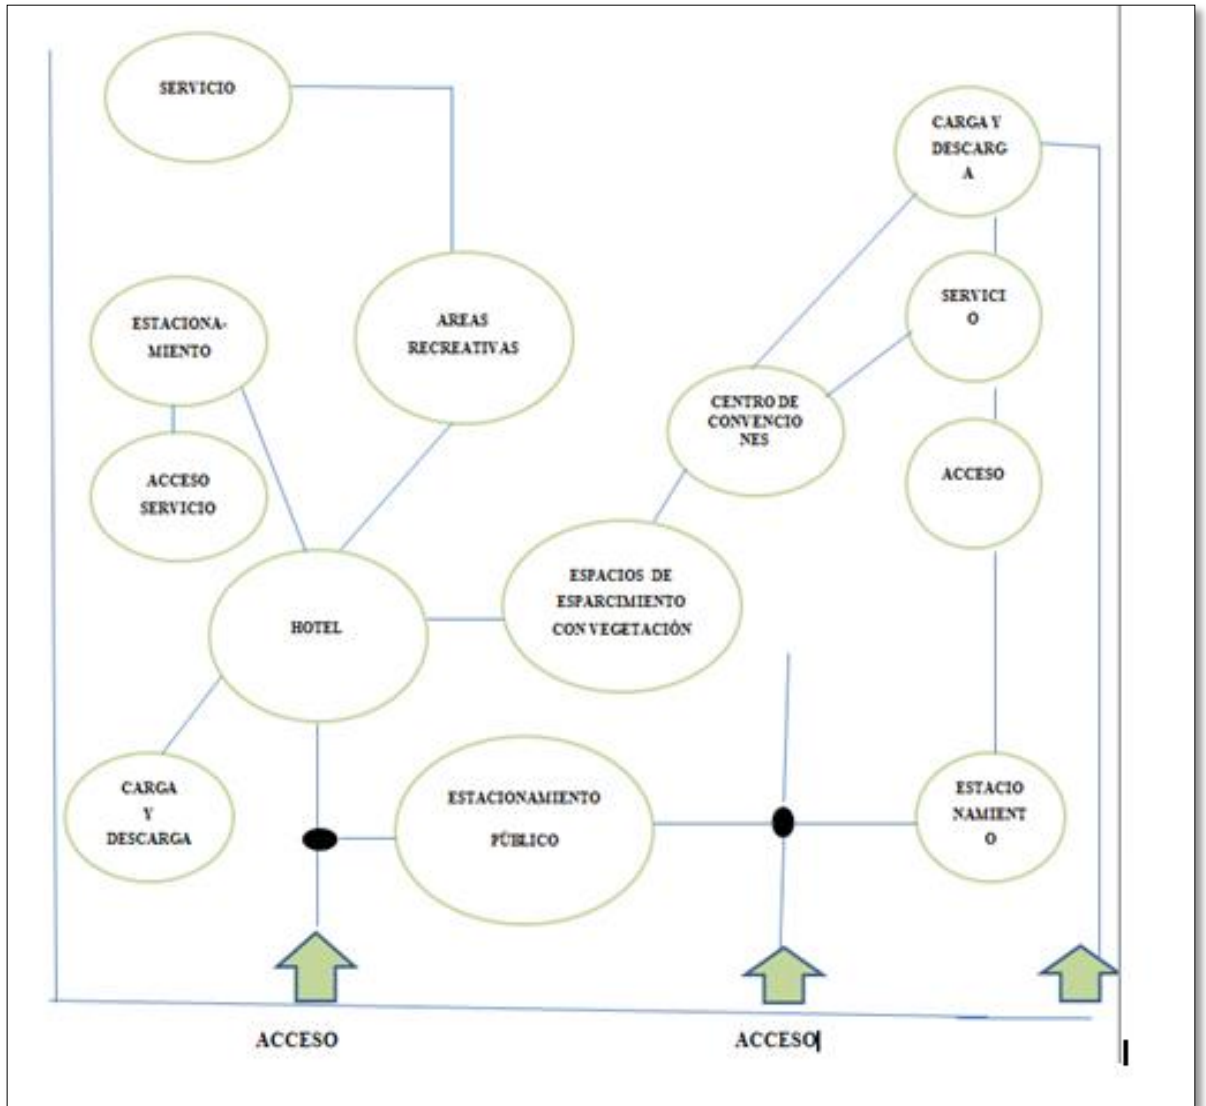 SERVICIO
CARGA Y
DESCARG
A
ESTACIONA-
MIENTO
AREAS
RECREATIVAS
SERVICI
O
CENTRO DE
CONVENCIO
NES
ACCESO
SERVICIO
ACCESO
HOTEL
ESPACIOS DE
ESPARCIMIENTO
CON VEGETACIÓN
CARGA
Y
DESCARGA
ESTACIONAMIENTO
PÚBLICO
ESTACIO
NAMIENT
O
ACCESO
ACCESO